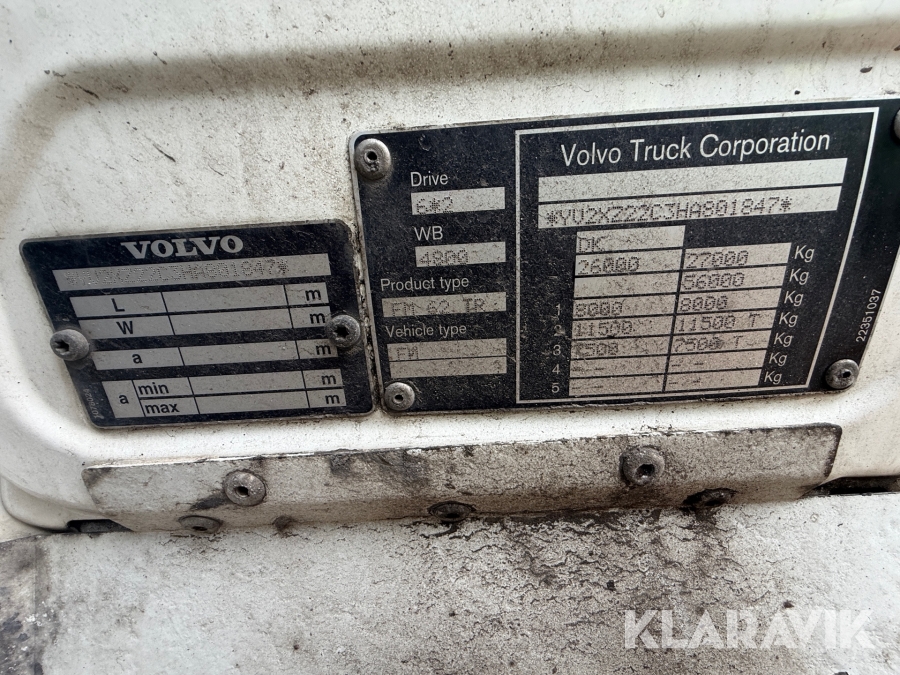 VOLVO
C3HA801847*
L m
W m
a m
a min m
max m
Drive
6*2
WB
4800
Product type
FM 62 TR
Vehicle type
FM
Volvo Truck Corporation
*YV2XZ22C3HA801847*
DK
26000 27000 Kg
56000 Kg
1 8000 8000 Kg
2 11500 11500 T Kg
3 7500 T Kg
4 - - - Kg
5 - - - Kg
22351037
KLARAVIK